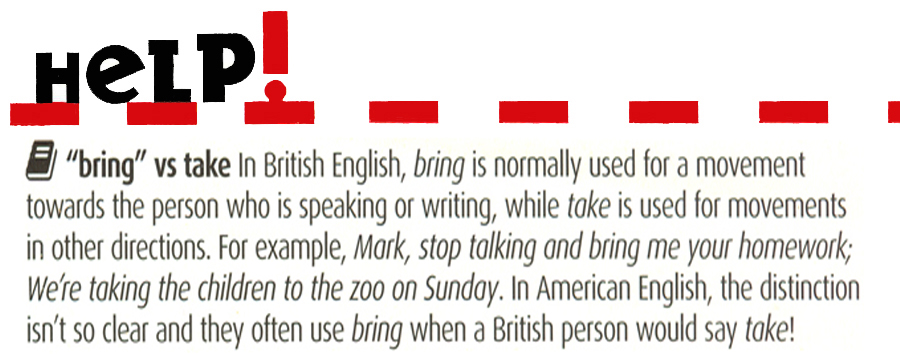 HeLP!
"bring" vs take In British English, bring is normally used for a movement
towards the person who is speaking or writing, while take is used for movements
in other directions. For example, Mark, stop talking and bring me your homework;
We're taking the children to the zoo on Sunday. In American English, the distinction
isn't so clear and they often use bring when a British person would say take!